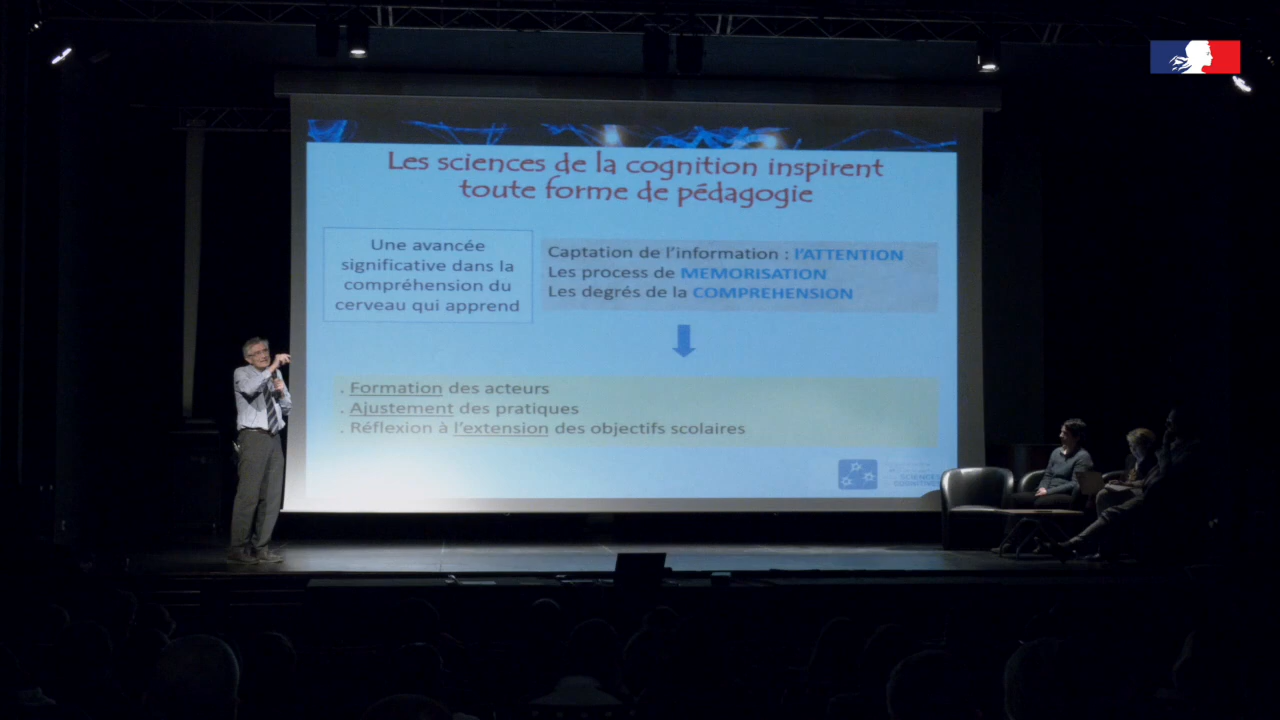 Les sciences de la cognition inspirent
toute forme de pédagogie
Une avancée
significative dans la
compréhension du
cerveau qui apprend
Captation de l'information : l'ATTENTION
Les process de MEMORISATION
Les degrés de la COMPREHENSION
. Formation des acteurs
. Ajustement des pratiques
. Réflexion à l'extension des objectifs scolaires
SCIENCES
COGNITIVES